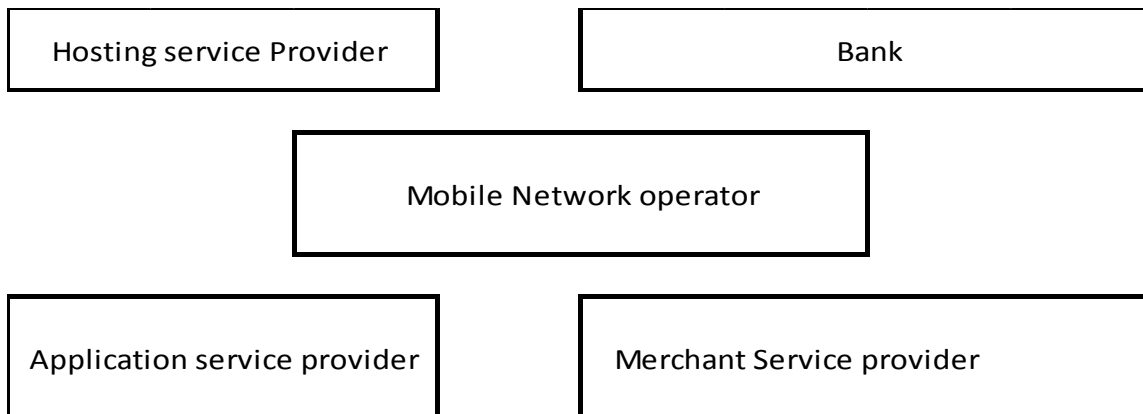 Hosting service Provider
Bank
Mobile Network operator
Application service provider
Merchant Service provider